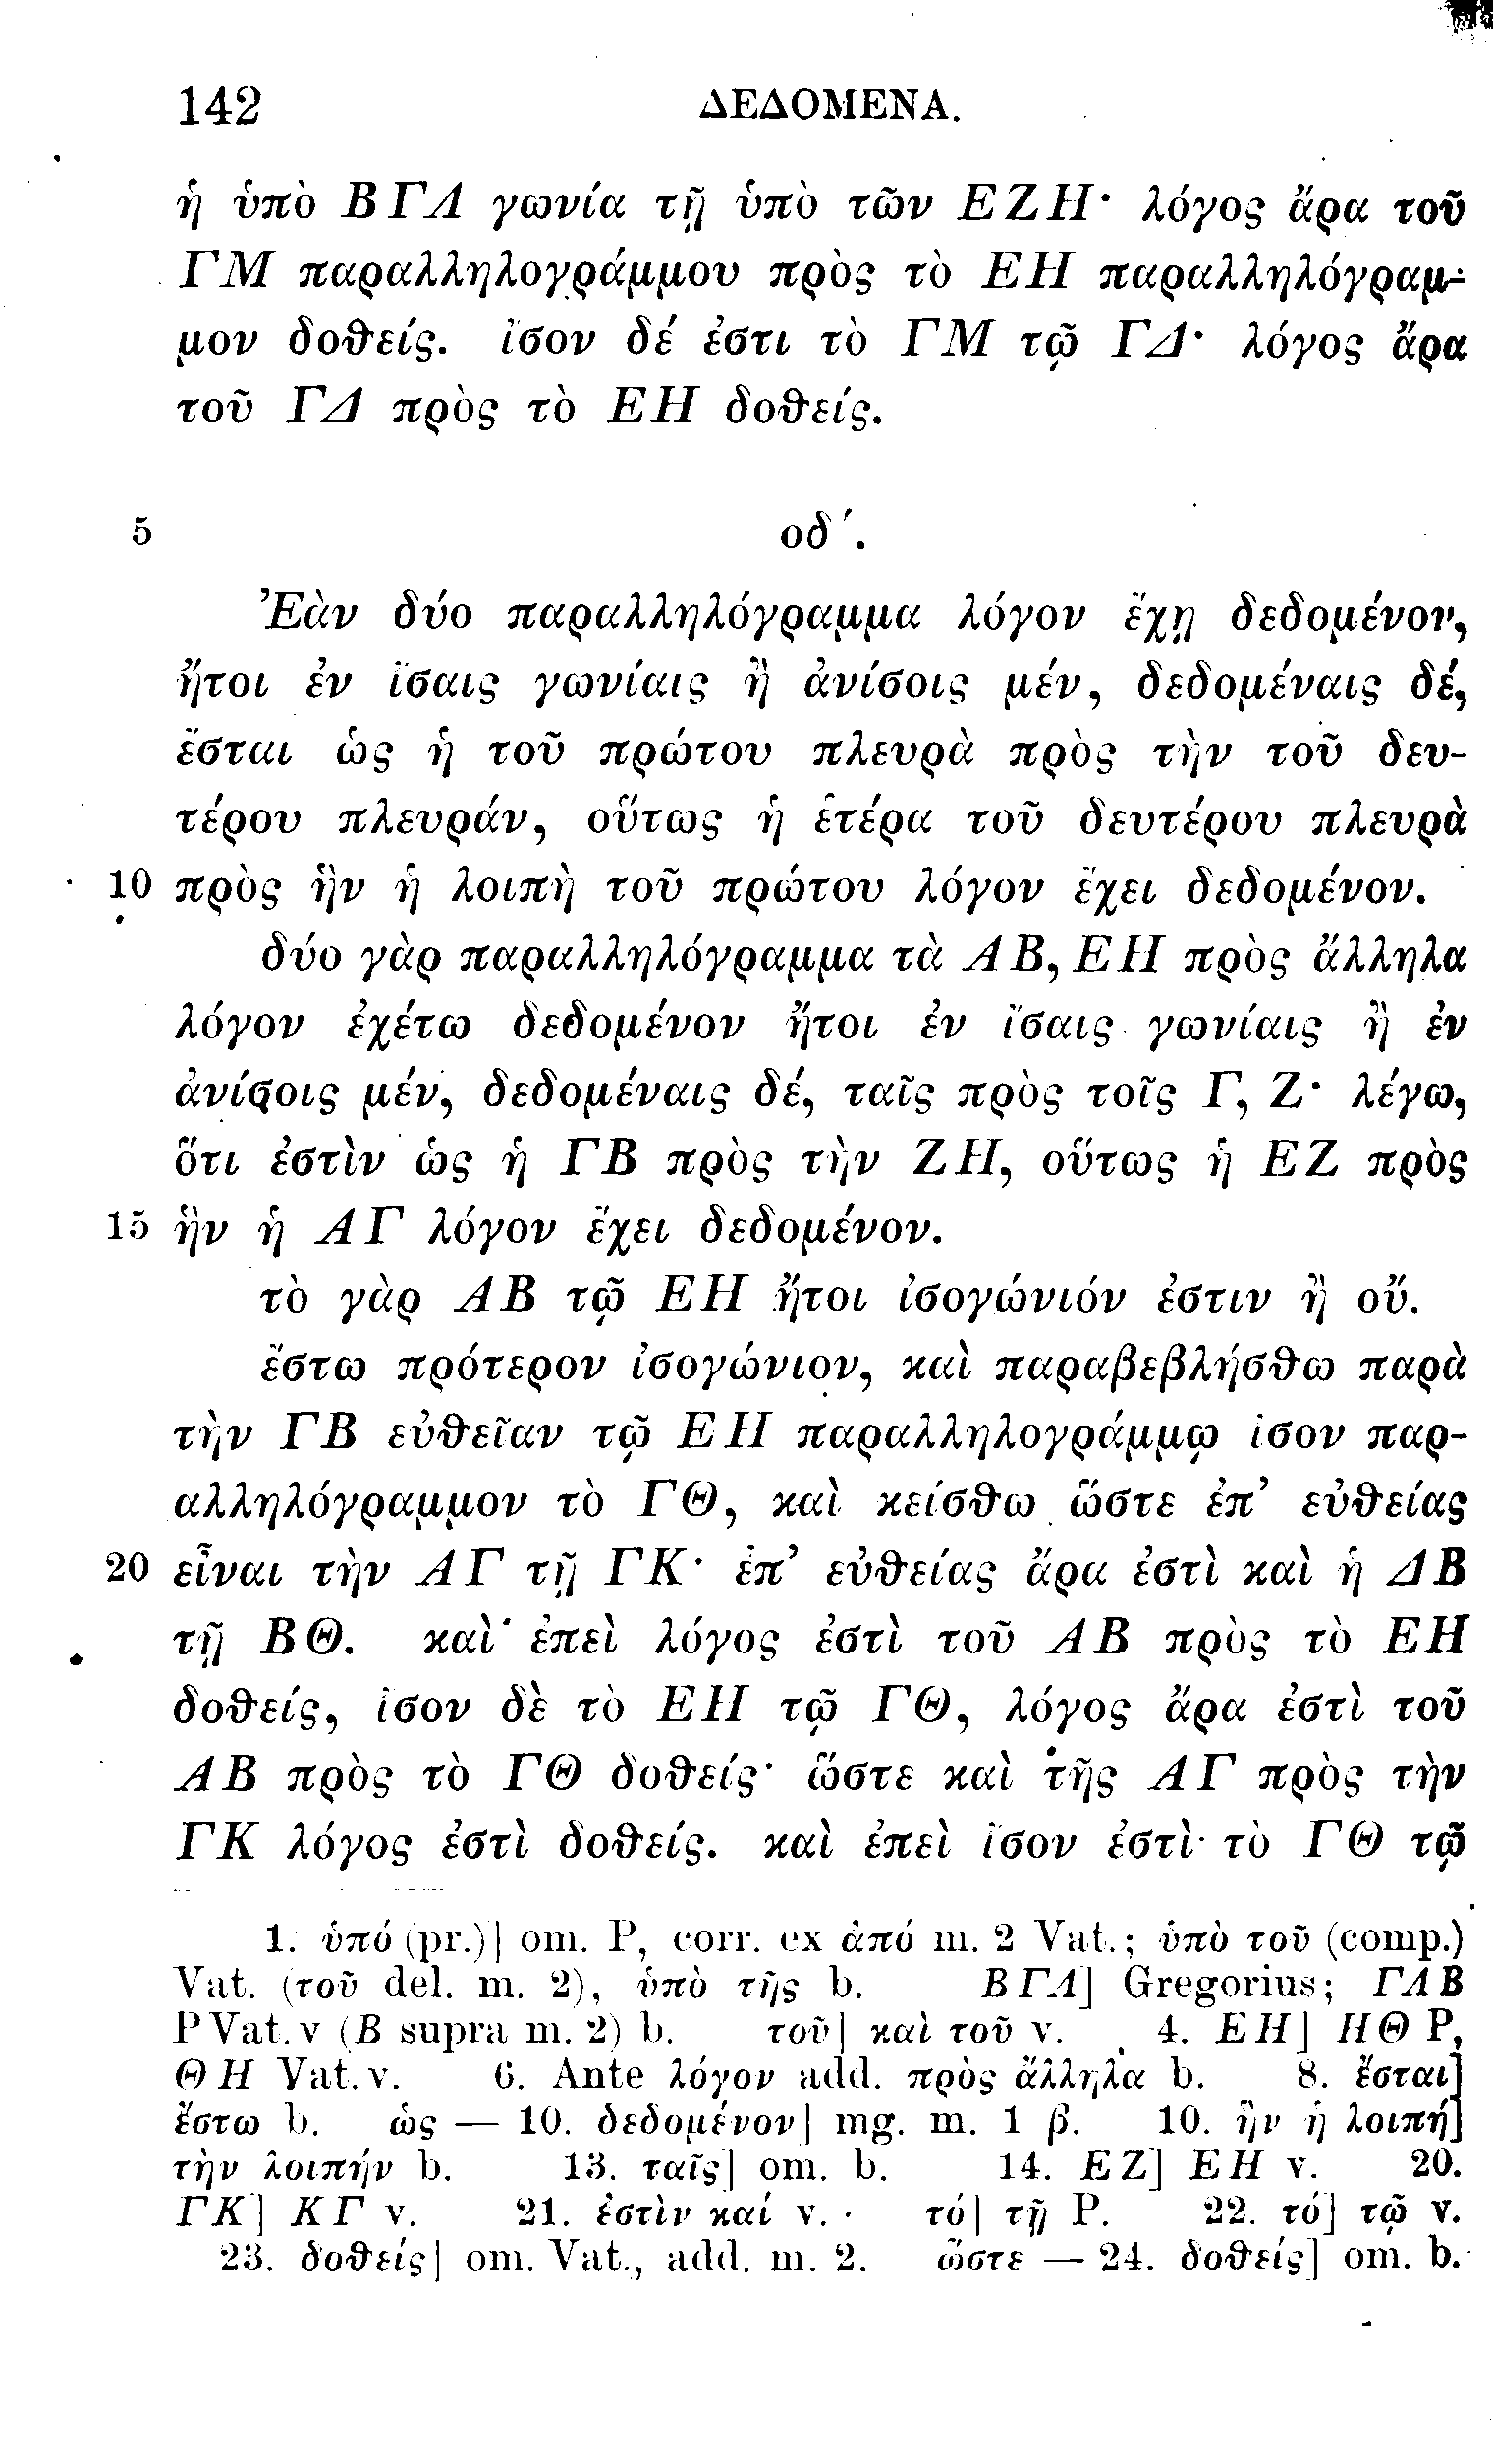 142 ΔΕΔΟΜΕΝΑ.
ἡ ὑπὸ ΒΓΛ γωνία τῇ ὑπὸ τῶν ΕΖΗ· λόγος ἄρα τοῦ
ΓΜ παραλληλογράμμου πρὸς τὸ ΕΗ παραλληλόγραμ-
μον δοθείς. ἴσον δέ ἐστι τὸ ΓΜ τῷ ΓΔ· λόγος ἄρα
τοῦ ΓΔ πρὸς τὸ ΕΗ δοθείς.
5 οδ΄.
Ἐὰν δύο παραλληλόγραμμα λόγον ἔχῃ δεδομένον,
ἤτοι ἐν ἴσαις γωνίαις ἢ ἀνίσοις μέν, δεδομέναις δέ,
ἔσται ὡς ἡ τοῦ πρώτου πλευρὰ πρὸς τὴν τοῦ δευ-
τέρου πλευράν, οὕτως ἡ ἑτέρα τοῦ δευτέρου πλευρὰ
10 πρὸς ἣν ἡ λοιπὴ τοῦ πρώτου λόγον ἔχει δεδομένον.
δύο γὰρ παραλληλόγραμμα τὰ ΑΒ, ΕΗ πρὸς ἄλληλα
λόγον ἐχέτω δεδομένον ἤτοι ἐν ἴσαις γωνίαις ἢ ἐν
ἀνίσοις μέν, δεδομέναις δέ, ταῖς πρὸς τοῖς Γ, Ζ· λέγω,
ὅτι ἐστὶν ὡς ἡ ΓΒ πρὸς τὴν ΖΗ, οὕτως ἡ ΕΖ πρὸς
15 ἣν ἡ ΑΓ λόγον ἔχει δεδομένον.
τὸ γὰρ ΑΒ τῷ ΕΗ ἤτοι ἰσογώνιόν ἐστιν ἢ οὔ.
ἔστω πρότερον ἰσογώνιον, καὶ παραβεβλήσθω παρὰ
τὴν ΓΒ εὐθεῖαν τῷ ΕΗ παραλληλογράμμῳ ἴσον παρ-
αλληλόγραμμον τὸ ΓΘ, καὶ κείσθω ὥστε ἐπ’ εὐθείας
20 εἶναι τὴν ΑΓ τῇ ΓΚ· ἐπ’ εὐθείας ἄρα ἐστὶ καὶ ἡ ΔΒ
τῇ ΒΘ. καὶ ἐπεὶ λόγος ἐστὶ τοῦ ΑΒ πρὸς τὸ ΕΗ
δοθείς, ἴσον δὲ τὸ ΕΗ τῷ ΓΘ, λόγος ἄρα ἐστὶ τοῦ
ΑΒ πρὸς τὸ ΓΘ δοθείς· ὥστε καὶ τῆς ΑΓ πρὸς τὴν
ΓΚ λόγος ἐστὶ δοθείς. καὶ ἐπεὶ ἴσον ἐστὶ τὸ ΓΘ τῷ
1. ὑπό (pr.)] om. P, corr. ex ἀπό m. 2 Vat.; ὑπὸ τοῦ (comp.)
Vat. (τοῦ del. m. 2), ὑπὸ τῆς b. ΒΓΛ] Gregorius; ΓΛΒ
P Vat. v (Β supra m. 2) b. τοῦ] καὶ τοῦ v. 4. ΕΗ] ΗΘ P,
ΘΗ Vat. v. 6. Ante λόγον add. πρὸς ἄλληλα b. 8. ἔσται]
ἔστω b. ὡς — 10. δεδομένον] mg. m. 1 β. 10. ἣν ἡ λοιπή]
τὴν λοιπήν b. 13. ταῖς] om. b. 14. ΕΖ] ΕΗ v. 20.
ΓΚ] ΚΓ v. 21. ἐστὶν καί v. τό] τῇ P. 22. τό] τῷ v.
23. δοθείς] om. Vat., add. m. 2. ὥστε — 24. δοθείς] om. b.